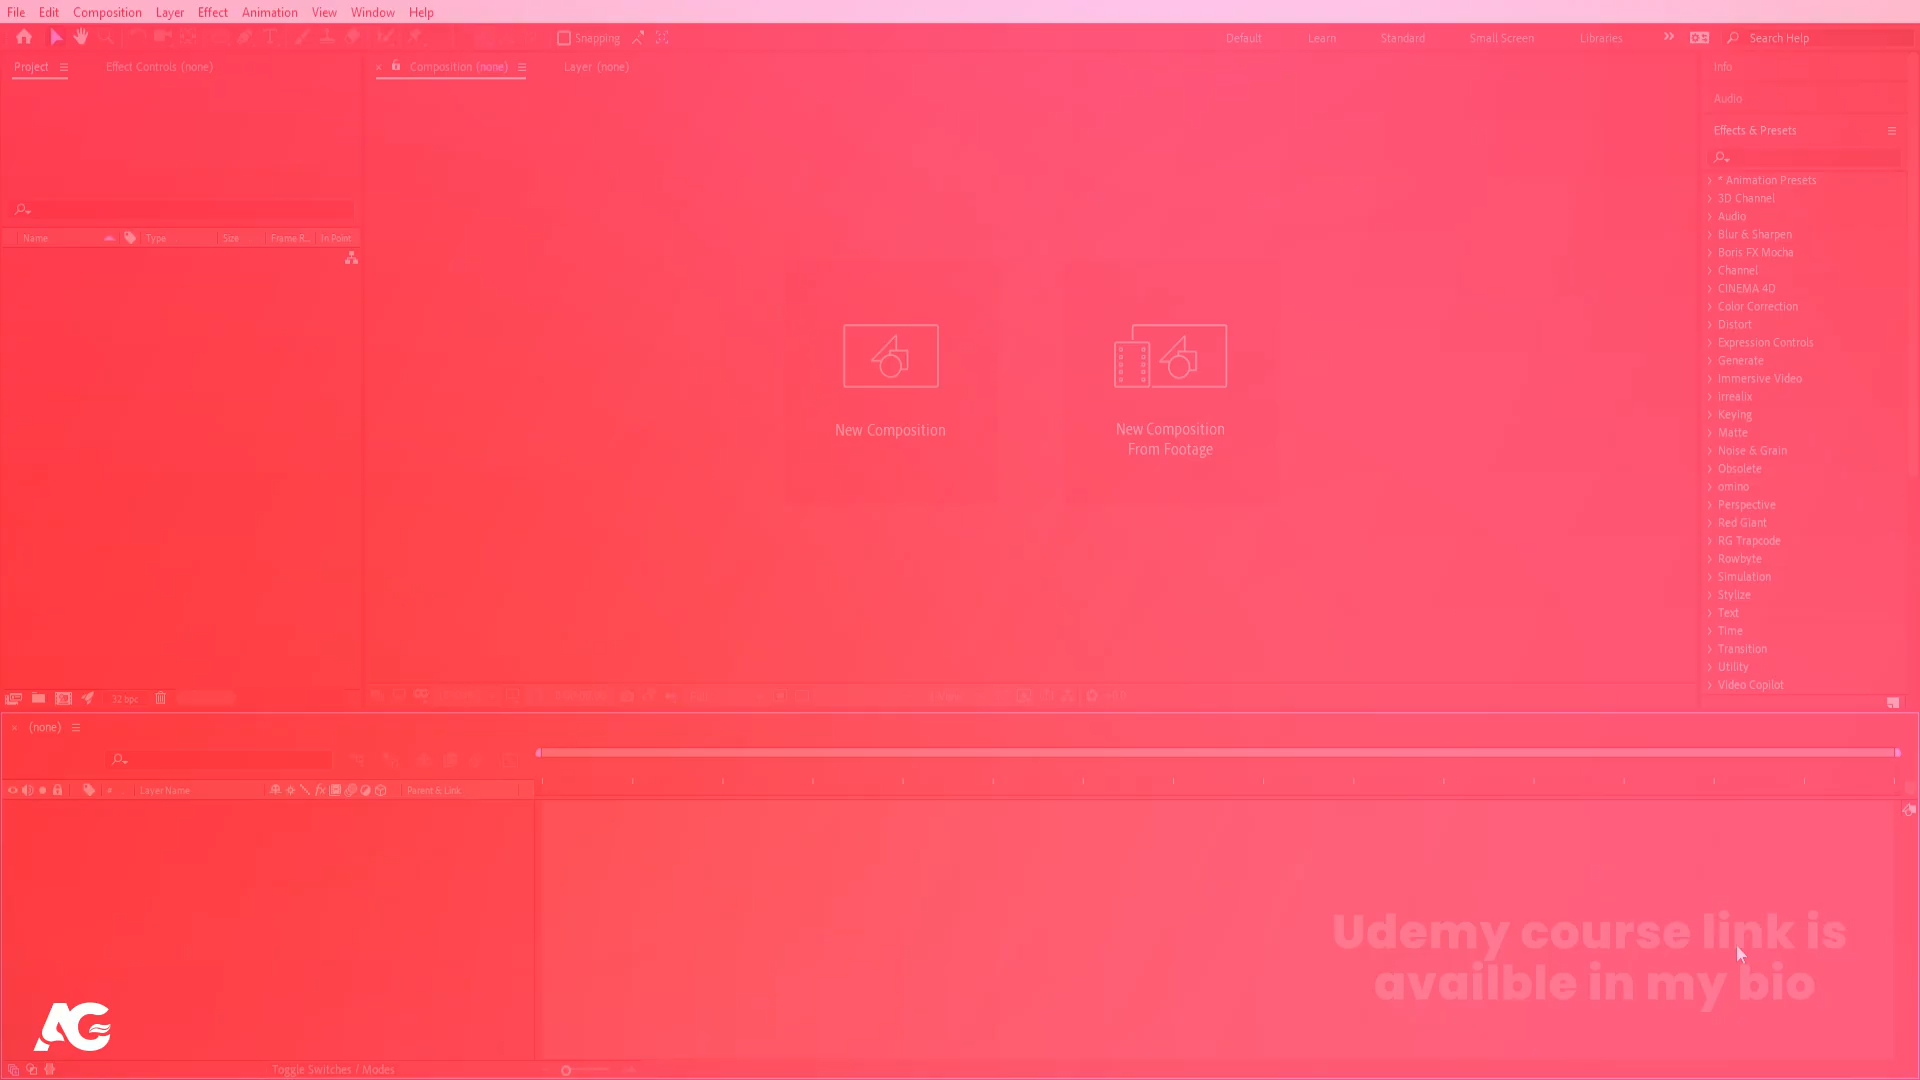 File Edit Composition Layer Effect Animation View Window Help
Snapping Default Learn Standard Small Screen Libraries Search Help
Project Effect Controls (none) Composition (none) Layer (none) Info
Audio
Effects & Presets
* Animation Presets
3D Channel
Audio
Blur & Sharpen
Boris FX Mocha
Channel
CINEMA 4D
Color Correction
Distort
Expression Controls
Generate
Immersive Video
irrealix
Keying
Matte
Noise & Grain
Obsolete
omino
Perspective
Red Giant
RG Trapcode
Rowbyte
Simulation
Stylize
Text
Time
Transition
Utility
Video Copilot
Name Type Size Frame R... In Point
New Composition
New Composition
From Footage
32 bpc
(none)
# Layer Name fx Parent & Link
Udemy course link is
availble in my bio
AG
Toggle Switches / Modes